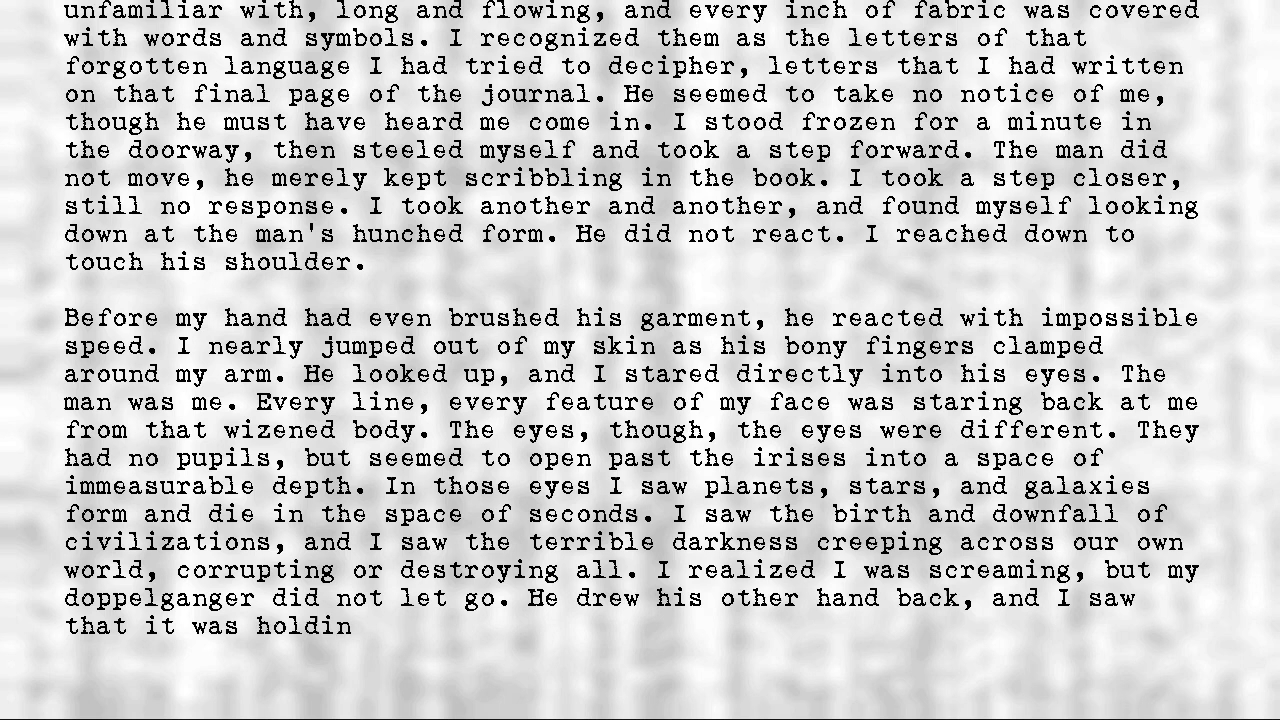 unfamiliar with, long and flowing, and every inch of fabric was covered
with words and symbols. I recognized them as the letters of that
forgotten language I had tried to decipher, letters that I had written
on that final page of the journal. He seemed to take no notice of me,
though he must have heard me come in. I stood frozen for a minute in
the doorway, then steeled myself and took a step forward. The man did
not move, he merely kept scribbling in the book. I took a step closer,
still no response. I took another and another, and found myself looking
down at the man's hunched form. He did not react. I reached down to
touch his shoulder.

Before my hand had even brushed his garment, he reacted with impossible
speed. I nearly jumped out of my skin as his bony fingers clamped
around my arm. He looked up, and I stared directly into his eyes. The
man was me. Every line, every feature of my face was staring back at me
from that wizened body. The eyes, though, the eyes were different. They
had no pupils, but seemed to open past the irises into a space of
immeasurable depth. In those eyes I saw planets, stars, and galaxies
form and die in the space of seconds. I saw the birth and downfall of
civilizations, and I saw the terrible darkness creeping across our own
world, corrupting or destroying all. I realized I was screaming, but my
doppelganger did not let go. He drew his other hand back, and I saw
that it was holdin